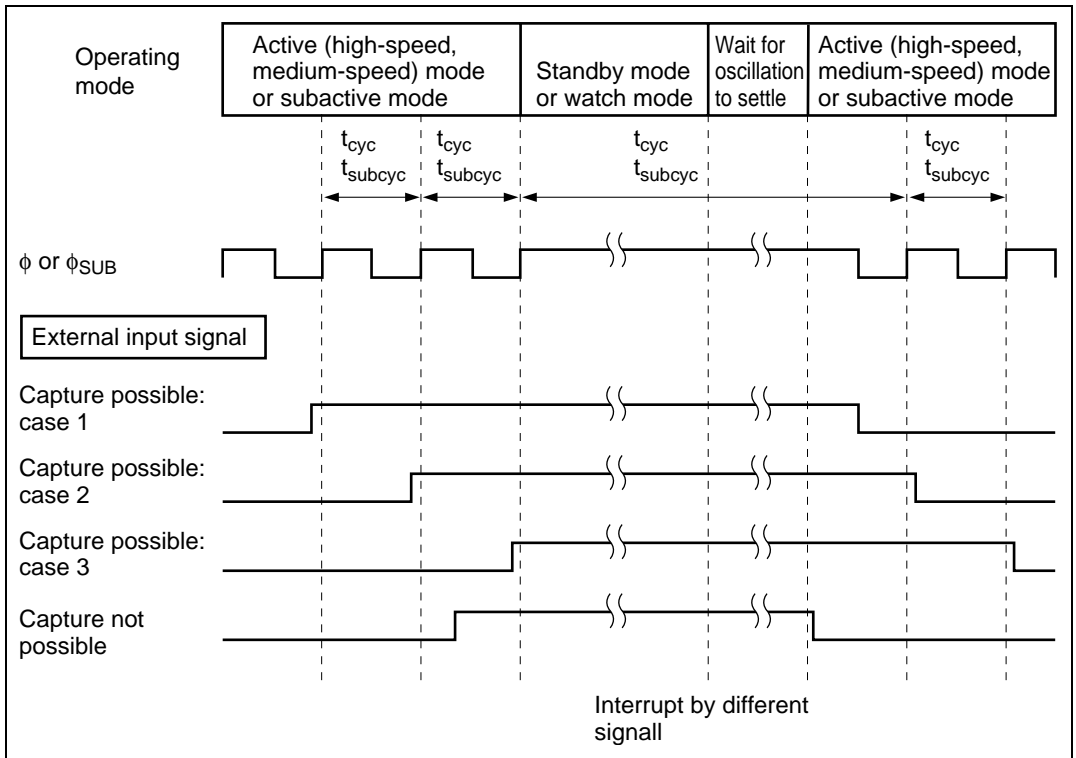 Operating
mode
Active (high-speed,
medium-speed) mode
or subactive mode
Standby mode
or watch mode
Wait for
oscillation
to settle
Active (high-speed,
medium-speed) mode
or subactive mode
tcyc
tsubcyc
tcyc
tsubcyc
tcyc
tsubcyc
tcyc
tsubcyc
ϕ or ϕSUB
External input signal
Capture possible:
case 1
Capture possible:
case 2
Capture possible:
case 3
Capture not
possible
Interrupt by different
signall